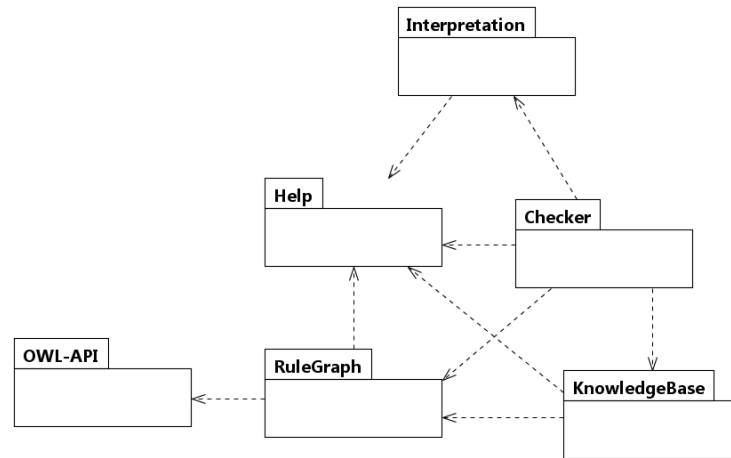 Interpretation
Help
Checker
OWL-API
RuleGraph
KnowledgeBase